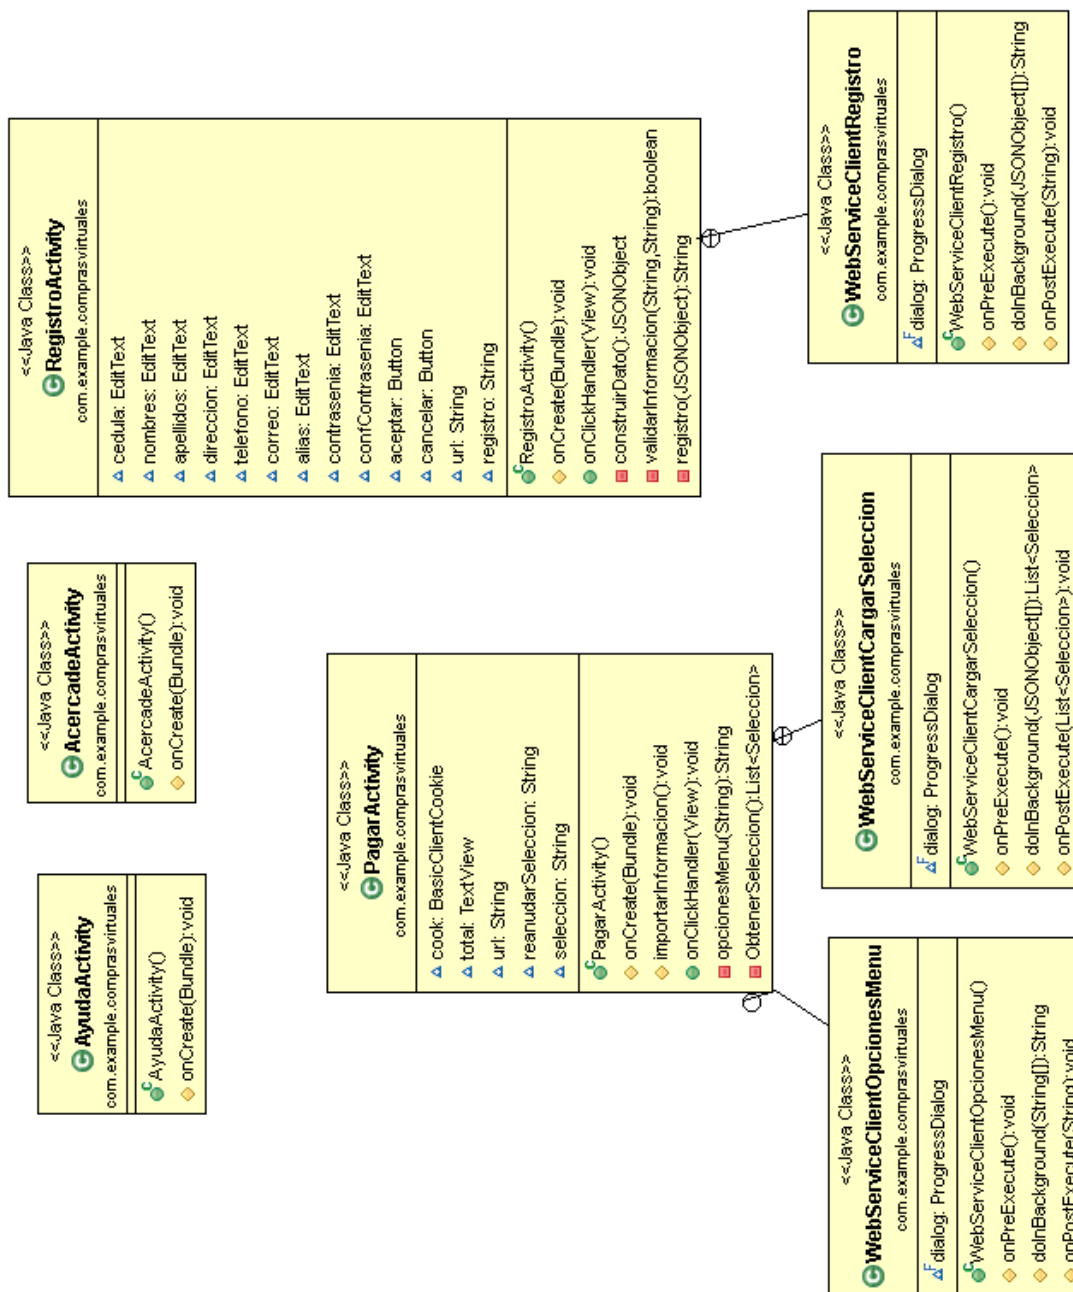 <<Java Class>>
AyudaActivity
com.example.comprasvirtuales
AyudaActivity()
onCreate(Bundle):void
<<Java Class>>
AcercadeActivity
com.example.comprasvirtuales
AcercadeActivity()
onCreate(Bundle):void
<<Java Class>>
RegistroActivity
com.example.comprasvirtuales
cedula: EditText
nombres: EditText
apellidos: EditText
direccion: EditText
telefono: EditText
correo: EditText
alias: EditText
contrasenia: EditText
confContrasenia: EditText
aceptar: Button
cancelar: Button
url: String
registro: String
RegistroActivity()
onCreate(Bundle):void
onClickHandler(View):void
construirDato():JSONObject
validarInformacion(String,String):boolean
registro(JSONObject):String
<<Java Class>>
PagarActivity
com.example.comprasvirtuales
cook: BasicClientCookie
total: TextView
url: String
reanudarSeleccion: String
seleccion: String
PagarActivity()
onCreate(Bundle):void
importarInformacion():void
onClickHandler(View):void
opcionesMenu(String):String
ObtenerSeleccion():List<Seleccion>
<<Java Class>>
WebServiceClientOpcionesMenu
com.example.comprasvirtuales
dialog: ProgressDialog
WebServiceClientOpcionesMenu()
onPreExecute():void
doInBackground(String[]):String
onPostExecute(String):void
<<Java Class>>
WebServiceClientCargarSeleccion
com.example.comprasvirtuales
dialog: ProgressDialog
WebServiceClientCargarSeleccion()
onPreExecute():void
doInBackground(JSONObject[]):List<Seleccion>
onPostExecute(List<Seleccion>):void
<<Java Class>>
WebServiceClientRegistro
com.example.comprasvirtuales
dialog: ProgressDialog
WebServiceClientRegistro()
onPreExecute():void
doInBackground(JSONObject[]):String
onPostExecute(String):void